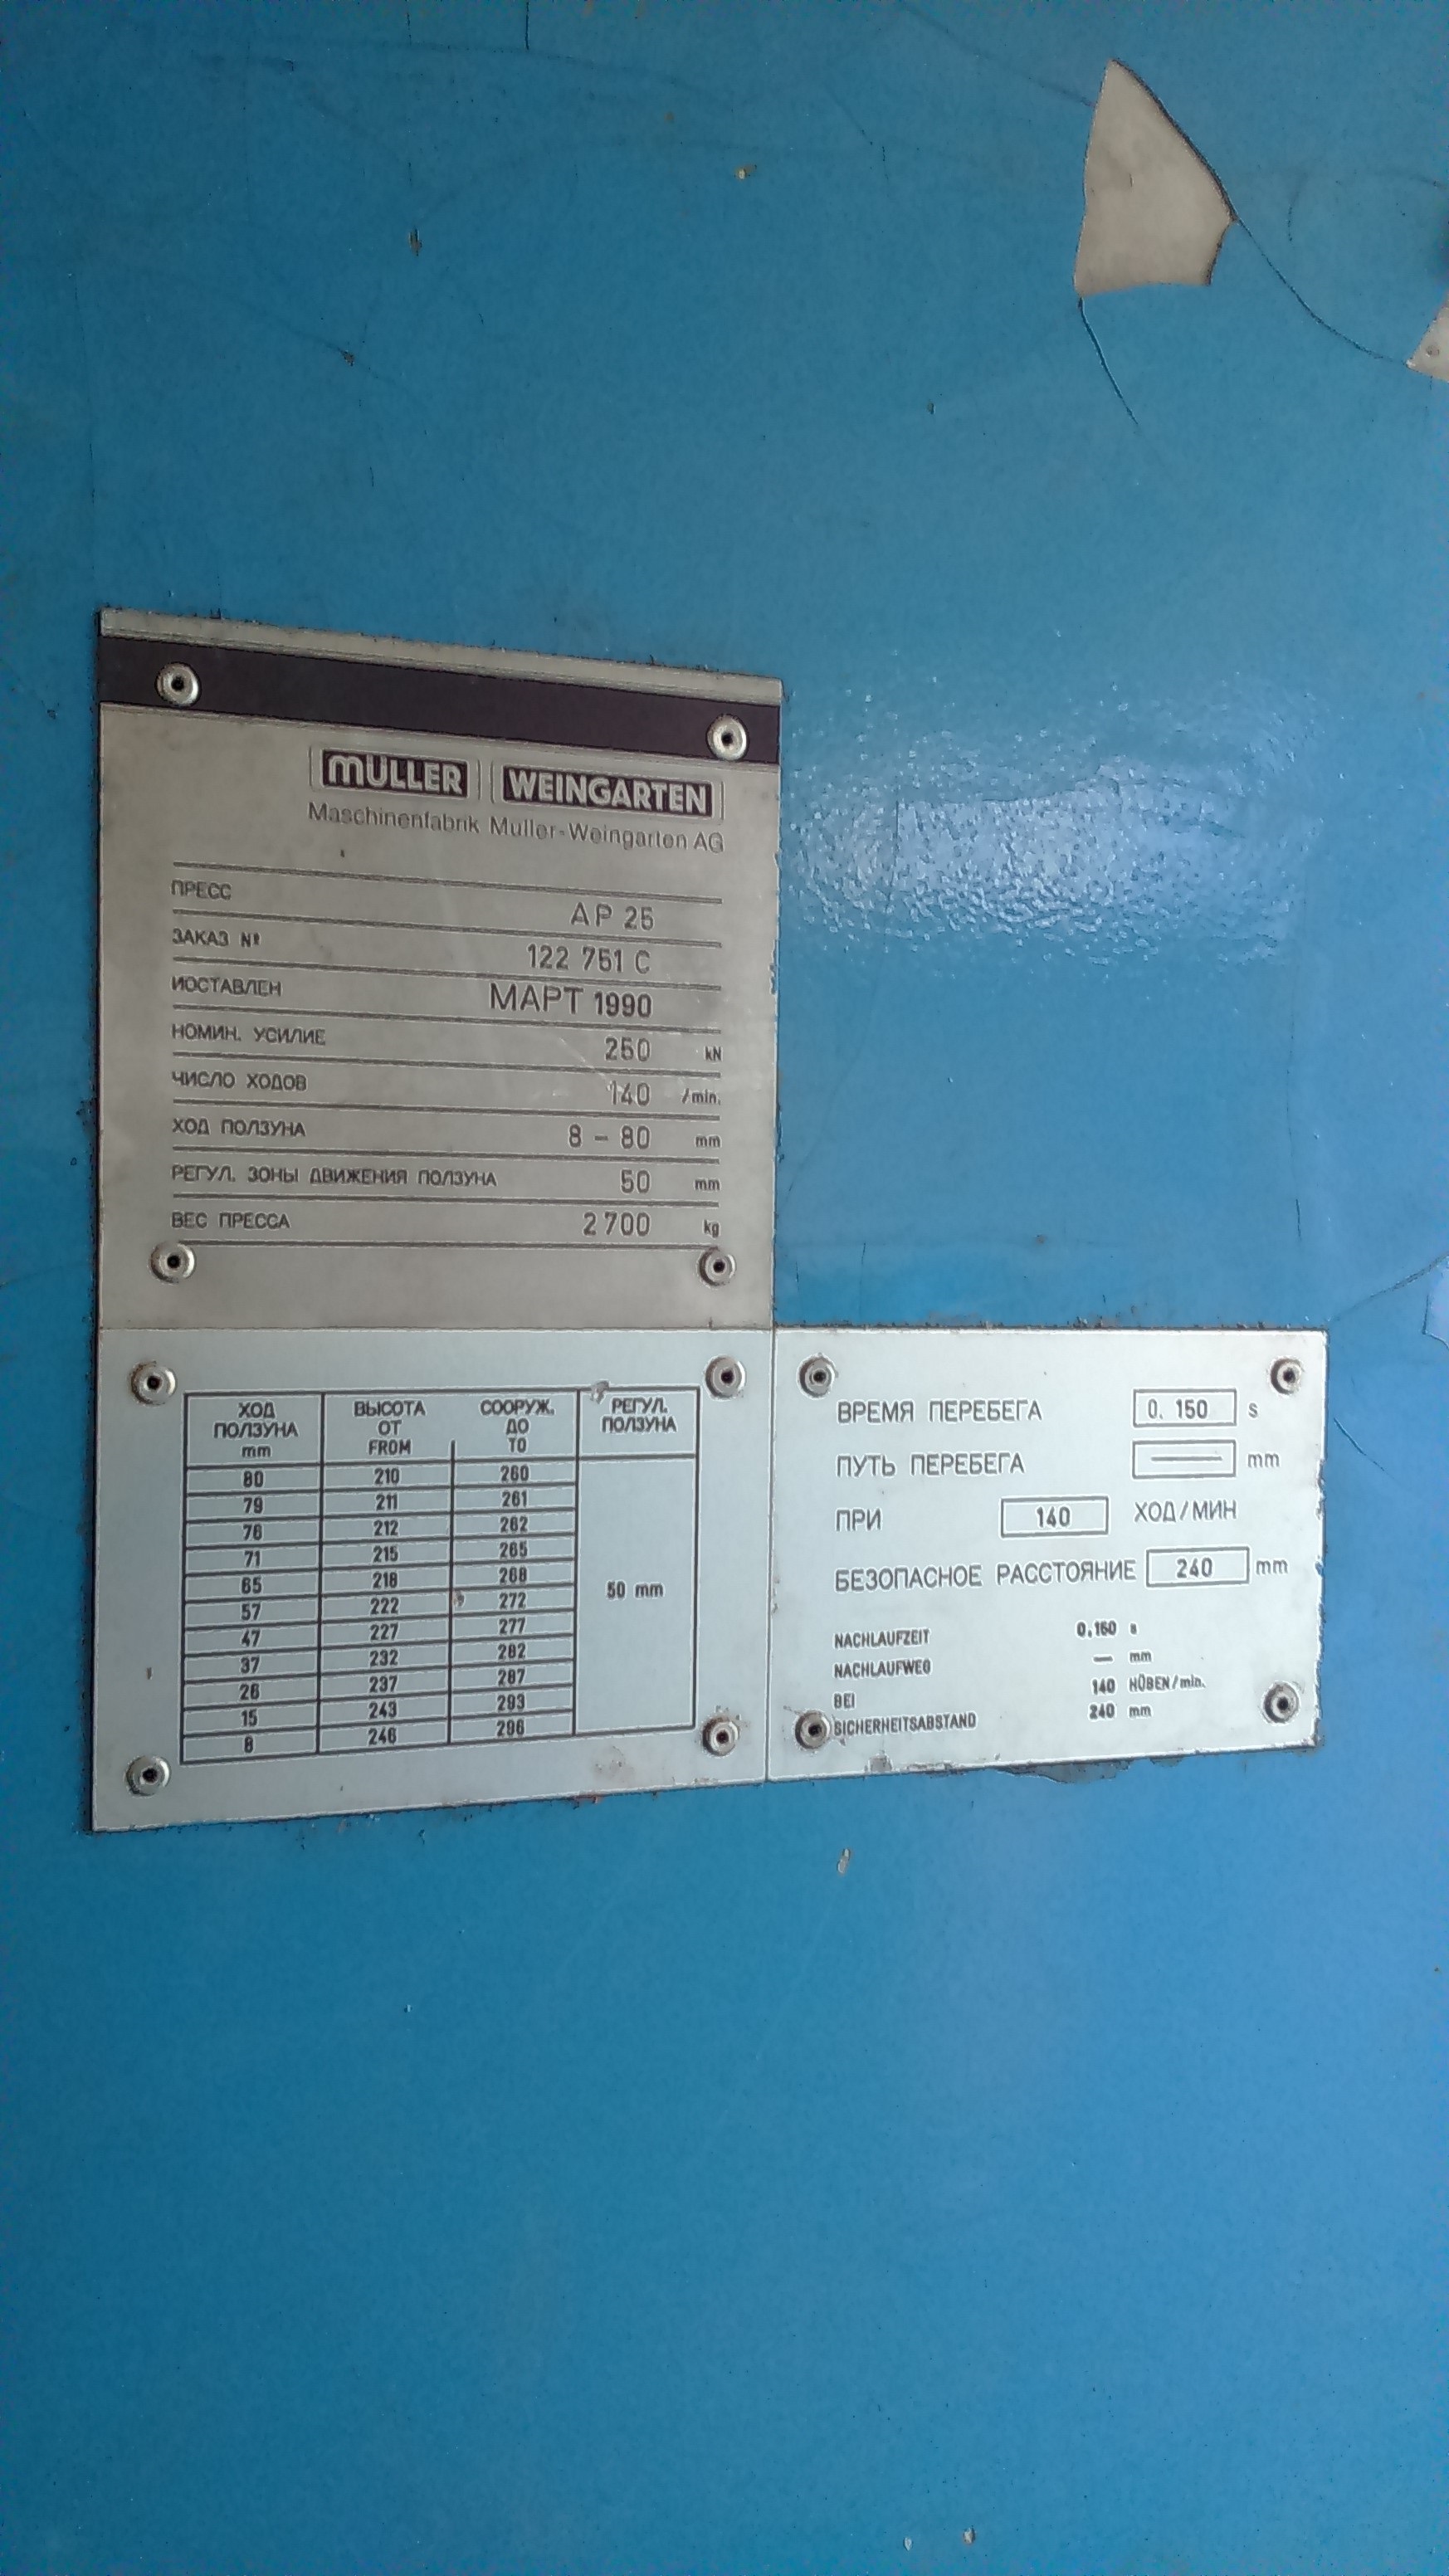 MÜLLER WEINGARTEN
Maschinenfabrik Müller-Weingarten AG
ПРЕСС AP 25
ЗАКАЗ № 122 751 C
ИОСТАВЛЕН МАРТ 1990
НОМИН. УСИЛИЕ 250 kN
ЧИСЛО ХОДОВ 140 /min.
ХОД ПОЛЗУНА 8 – 80 mm
РЕГУЛ. ЗОНЫ ДВИЖЕНИЯ ПОЛЗУНА 50 mm
ВЕС ПРЕССА 2 700 kg
ХОД ВЫСОТА СООРУЖ. РЕГУЛ.
ПОЛЗУНА ОТ ДО ПОЛЗУНА
mm FROM TO
80 210 260
79 211 261
76 212 262
71 215 265
65 218 268
57 222 272
50 mm
47 227 277
37 232 282
26 237 287
15 243 293
8 246 296
ВРЕМЯ ПЕРЕБЕГА 0. 150 s
ПУТЬ ПЕРЕБЕГА — mm
ПРИ 140 ХОД/МИН
БЕЗОПАСНОЕ РАССТОЯНИЕ 240 mm
NACHLAUFZEIT 0,150 s
NACHLAUFWEG — mm
BEI 140 HÜBEN/min.
SICHERHEITSABSTAND 240 mm